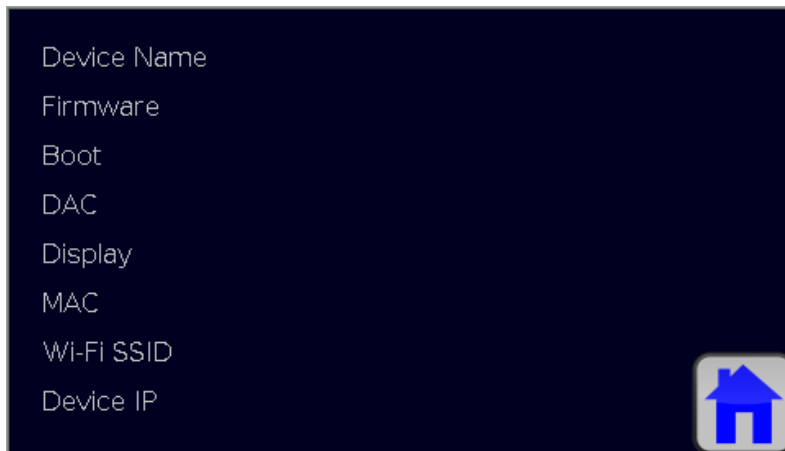 Device Name
Firmware
Boot
DAC
Display
MAC
Wi-Fi SSID
Device IP